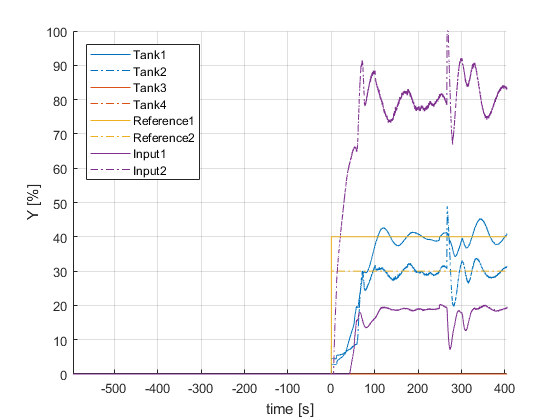 100
90
80
70
60
50
40
30
20
10
0
Y [%]
Tank1
Tank2
Tank3
Tank4
Reference1
Reference2
Input1
Input2
-500 -400 -300 -200 -100 0 100 200 300 400
time [s]